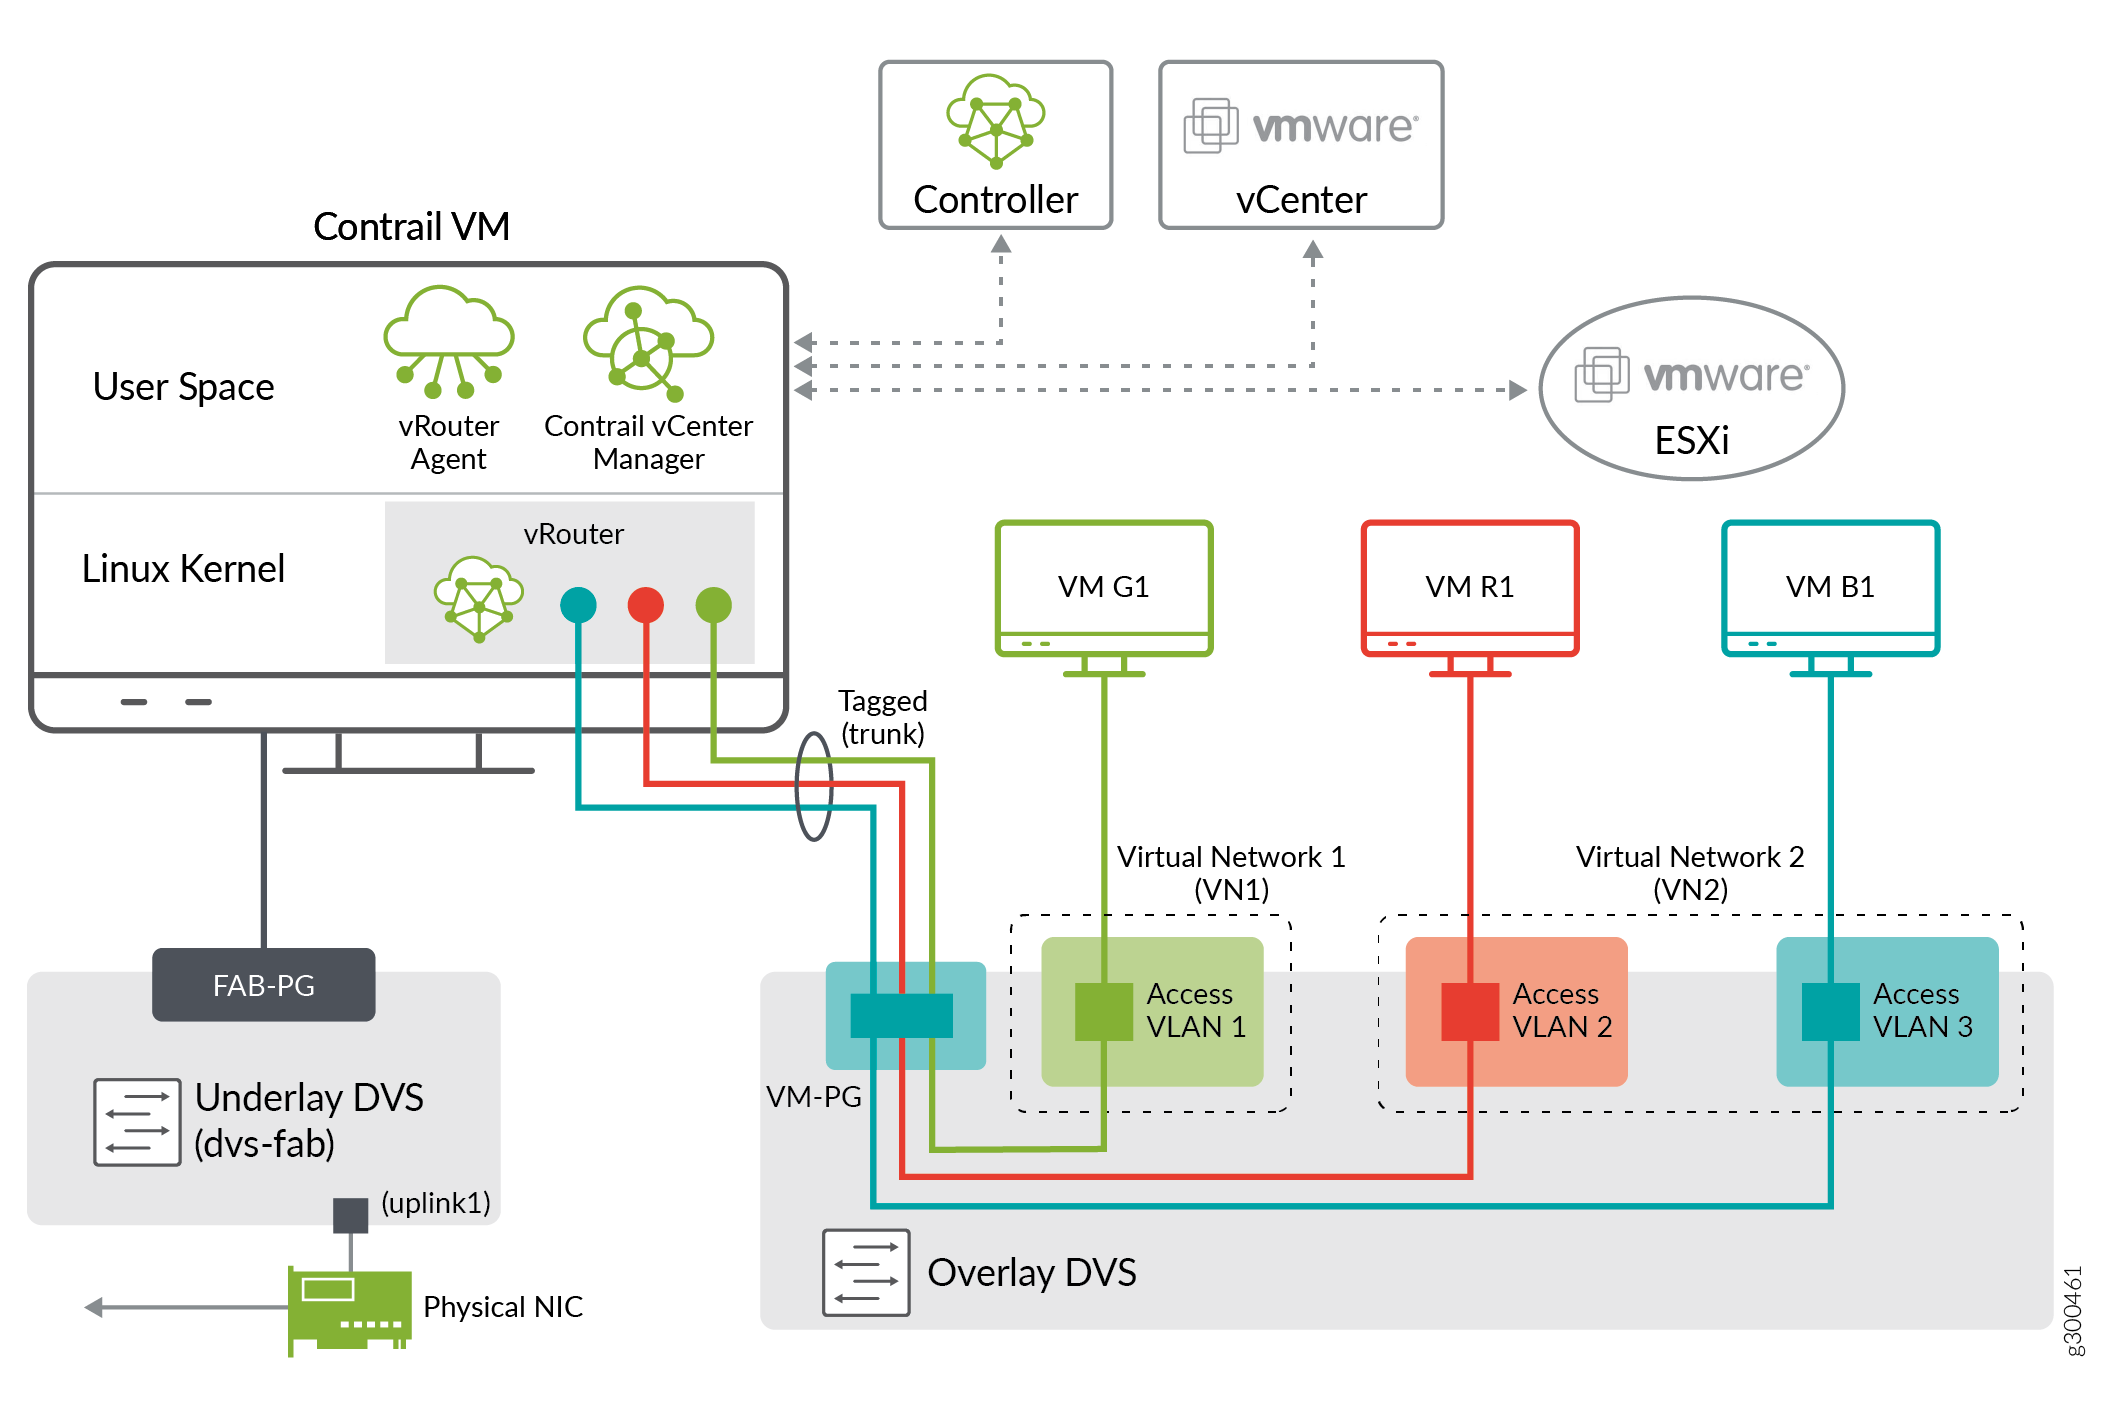 vmware®
Controller
vCenter
Contrail VM
vmware®
ESXi
User Space
vRouter
Agent
Contrail vCenter
Manager
Linux Kernel
vRouter
VM G1
VM R1
VM B1
Tagged
(trunk)
Virtual Network 1
(VN1)
Virtual Network 2
(VN2)
FAB-PG
Access
VLAN 1
Access
VLAN 2
Access
VLAN 3
VM-PG
Underlay DVS
(dvs-fab)
(uplink1)
Overlay DVS
Physical NIC
g300461